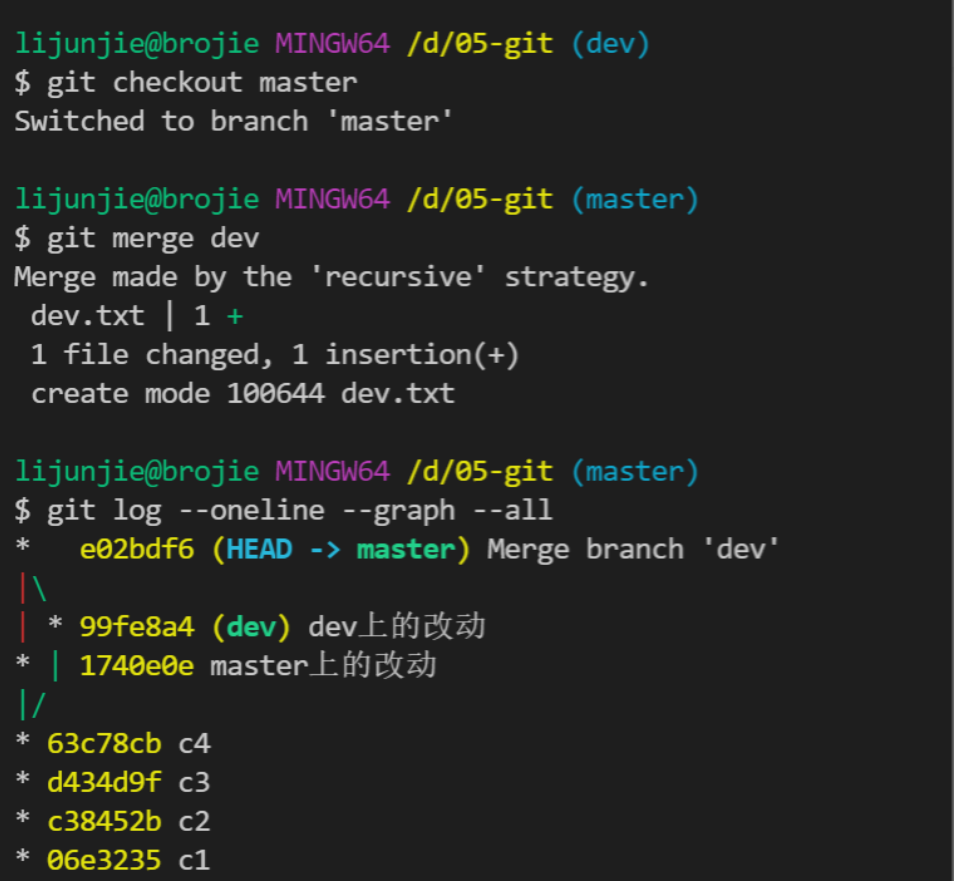 lijunjie@brojie MINGW64 /d/05-git (dev)
$ git checkout master
Switched to branch 'master'
lijunjie@brojie MINGW64 /d/05-git (master)
$ git merge dev
Merge made by the 'recursive' strategy.
 dev.txt | 1 +
 1 file changed, 1 insertion(+)
 create mode 100644 dev.txt
lijunjie@brojie MINGW64 /d/05-git (master)
$ git log --oneline --graph --all
*   e02bdf6 (HEAD -> master) Merge branch 'dev'
|\
| * 99fe8a4 (dev) dev上的改动
* | 1740e0e master上的改动
|/
* 63c78cb c4
* d434d9f c3
* c38452b c2
* 06e3235 c1